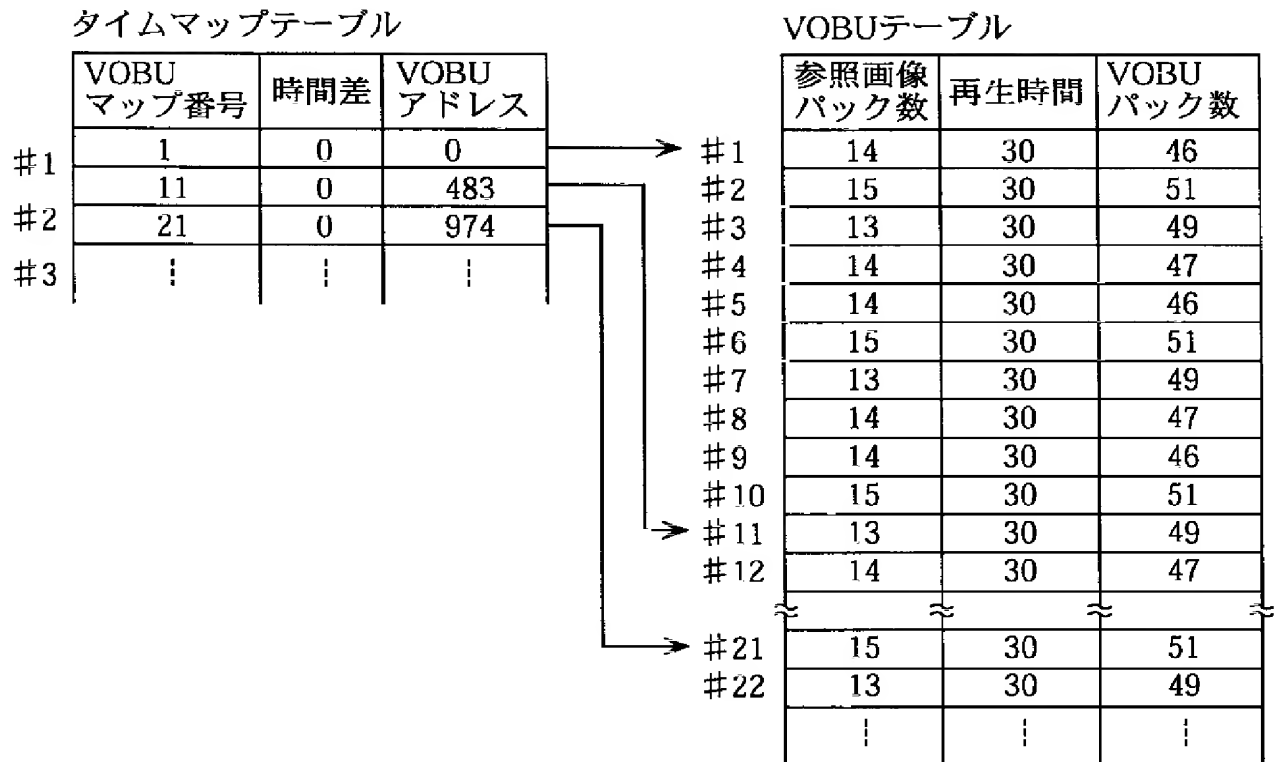 タイムマップテーブル
VOBU
マップ番号
時間差
VOBU
アドレス
#1 1 0 0
11 0 483
#2 21 0 974
#3
VOBUテーブル
参照画像
パック数
再生時間
VOBU
パック数
#1 14 30 46
#2 15 30 51
#3 13 30 49
#4 14 30 47
#5 14 30 46
#6 15 30 51
#7 13 30 49
#8 14 30 47
#9 14 30 46
#10 15 30 51
#11 13 30 49
#12 14 30 47
#21 15 30 51
#22 13 30 49